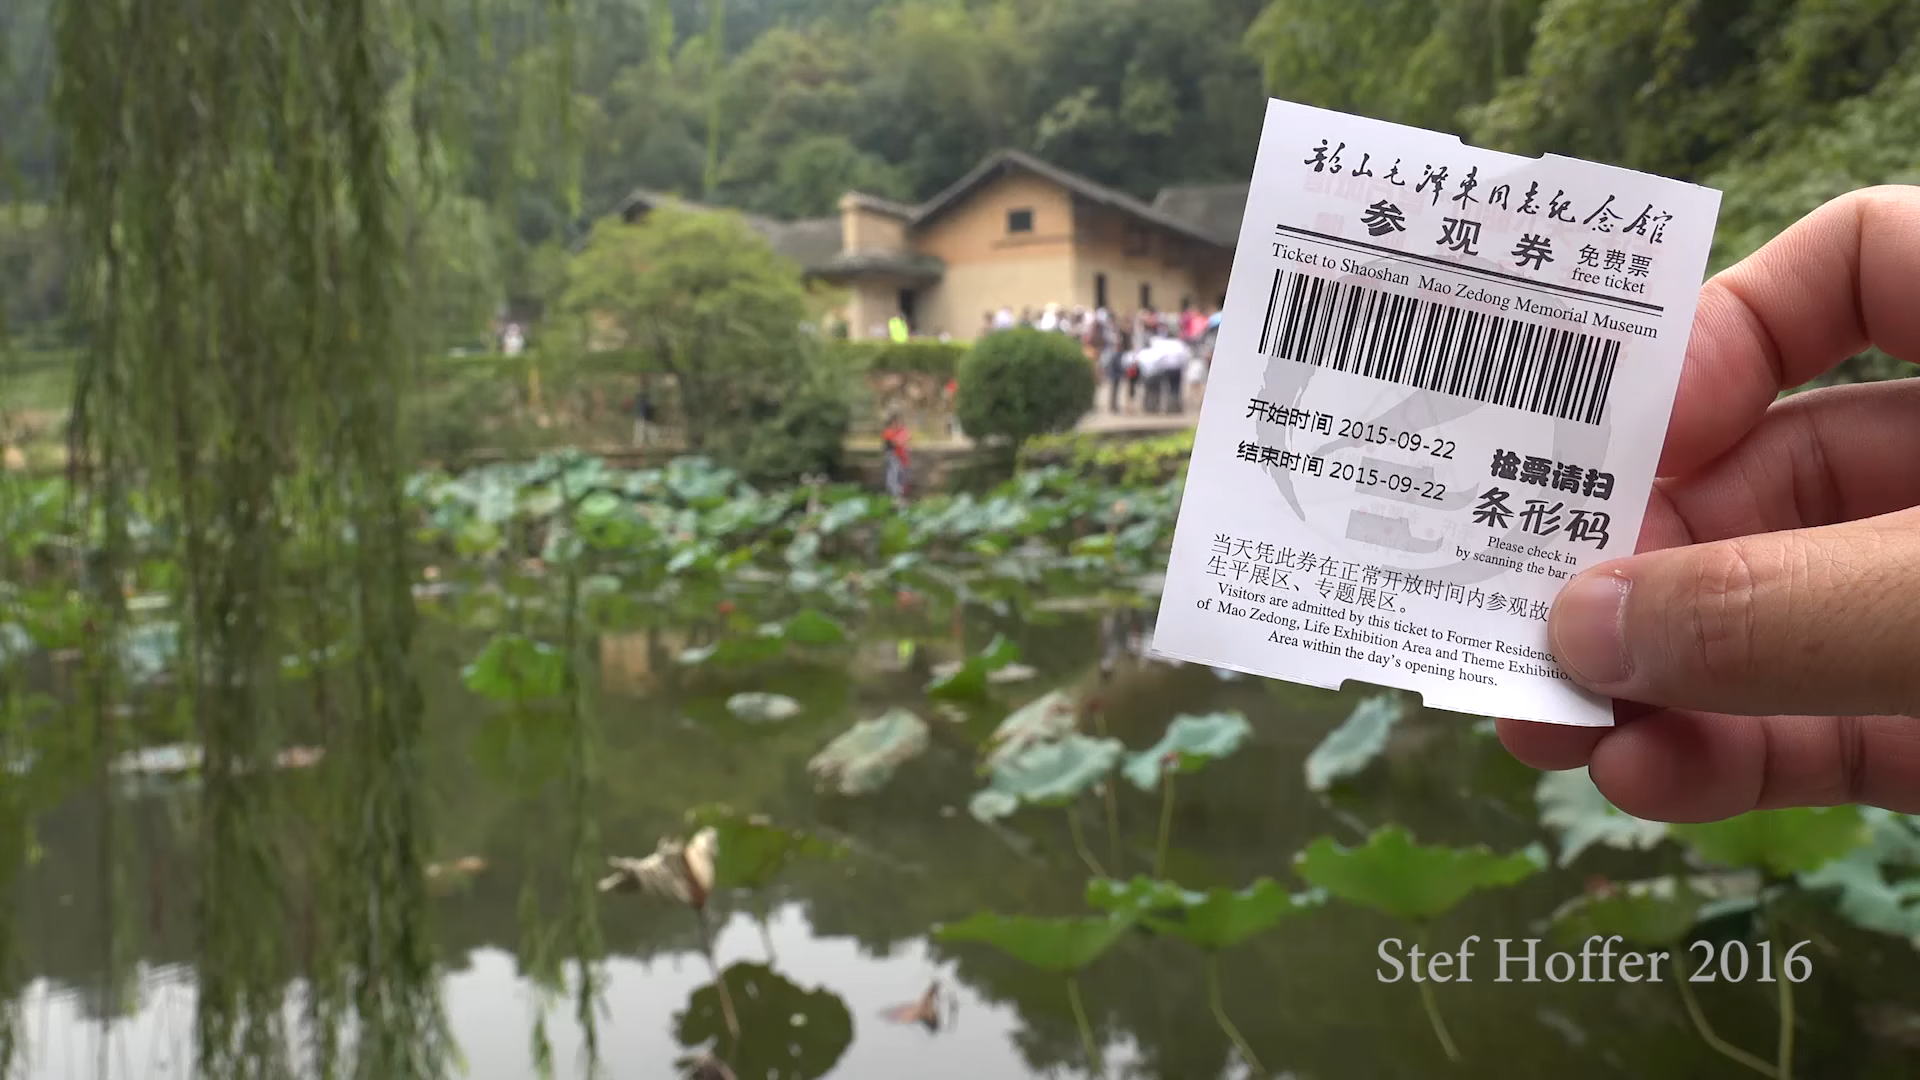 韶山毛泽东同志纪念馆
参观券 免费票
free ticket
Ticket to Shaoshan Mao Zedong Memorial Museum
开始时间 2015-09-22
结束时间 2015-09-22
检票请扫
条形码
Please check in
by scanning the bar
当天凭此券在正常开放时间内参观故
生平展区、专题展区。
Visitors are admitted by this ticket to Former Residence
of Mao Zedong, Life Exhibition Area and Theme Exhibition
Area within the day's opening hours.
Stef Hoffer 2016